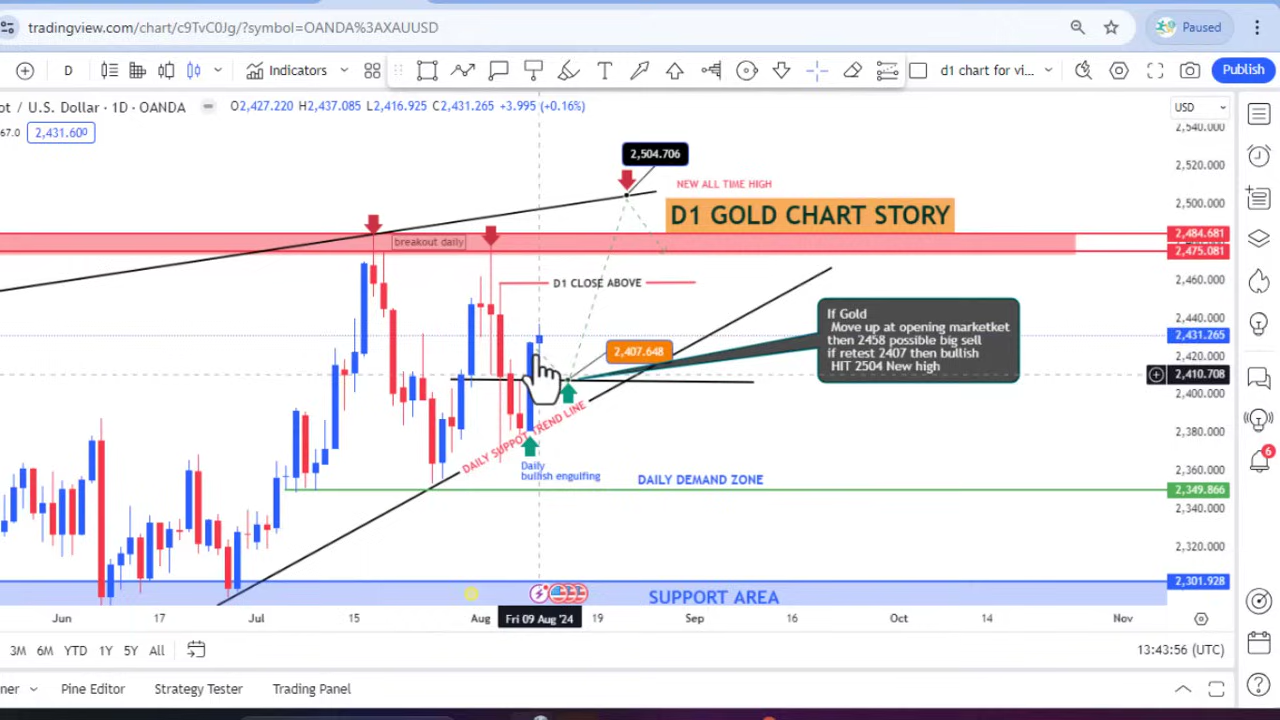 tradingview.com/chart/c9TvC0Jg/?symbol=OANDA%3AXAUUSD
Paused
D
Indicators
d1 chart for vi...
Publish
ot / U.S. Dollar · 1D · OANDA
O2,427.220 H2,437.085 L2,416.925 C2,431.265 +3.995 (+0.16%)
USD
67.0
2,431.600
2,540.000
2,504.706
2,520.000
NEW ALL TIME HIGH
2,500.000
D1 GOLD CHART STORY
2,484.681
breakout daily
2,475.081
D1 CLOSE ABOVE
2,460.000
If Gold
Move up at opening marketket
then 2458 possible big sell
if retest 2407 then bullish
HIT 2504 New high
2,440.000
2,431.265
2,407.648
2,420.000
2,410.708
2,400.000
DAILY SUPPOT TREND LINE
2,380.000
Daily
bullish engulfing
2,360.000
DAILY DEMAND ZONE
2,349.866
2,340.000
2,320.000
2,301.928
SUPPORT AREA
Jun
17
Jul
15
Aug
Fri 09 Aug '24
19
Sep
16
Oct
14
Nov
3M
6M
YTD
1Y
5Y
All
13:43:56 (UTC)
6
ner
Pine Editor
Strategy Tester
Trading Panel